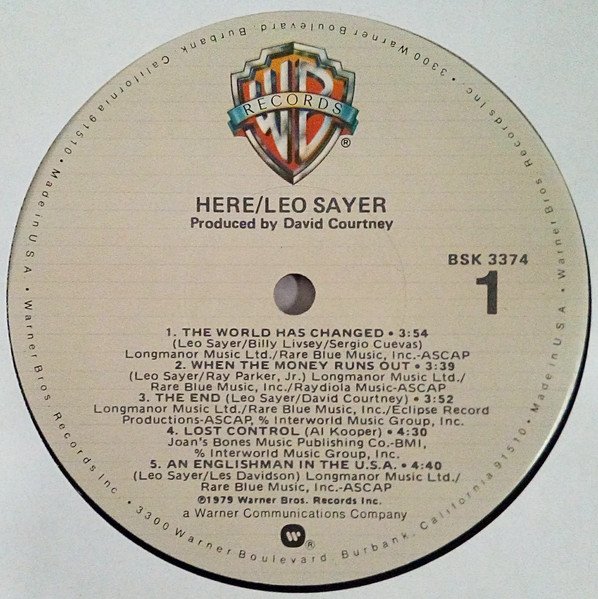 3300 Warner Boulevard, Burbank, California 91510 • Made in U.S.A. • Warner Bros. Records Inc. • 3300 Warner Boulevard, Burbank, California 91510 • Made in U.S.A. • Warner Bros. Records Inc. •
WB
RECORDS
®
HERE/LEO SAYER
Produced by David Courtney
BSK 3374
1
1. THE WORLD HAS CHANGED • 3:54
(Leo Sayer/Billy Livsey/Sergio Cuevas)
Longmanor Music Ltd./Rare Blue Music, Inc.-ASCAP
2. WHEN THE MONEY RUNS OUT • 3:39
(Leo Sayer/Ray Parker, Jr.) Longmanor Music Ltd./
Rare Blue Music, Inc./Raydiola Music-ASCAP
3. THE END (Leo Sayer/David Courtney) • 3:52
Longmanor Music Ltd./Rare Blue Music, Inc./Eclipse Record
Productions-ASCAP, % Interworld Music Group, Inc.
4. LOST CONTROL (Al Kooper) • 4:30
Joan's Bones Music Publishing Co.-BMI,
% Interworld Music Group, Inc.
5. AN ENGLISHMAN IN THE U.S.A. • 4:40
(Leo Sayer/Les Davidson) Longmanor Music Ltd./
Rare Blue Music, Inc.-ASCAP
℗1979 Warner Bros. Records Inc.
a Warner Communications Company
®